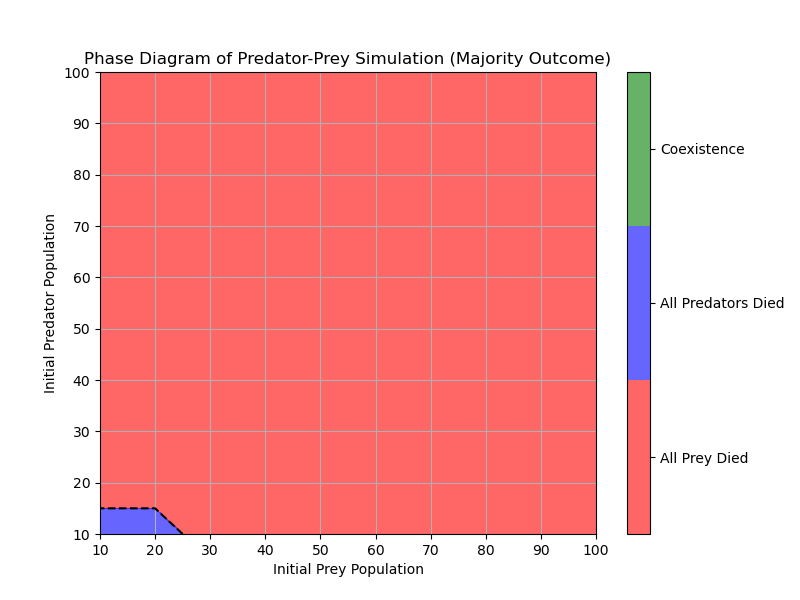 Phase Diagram of Predator-Prey Simulation (Majority Outcome)
100
90
80
70
60
50
40
30
20
10
Initial Predator Population
10 20 30 40 50 60 70 80 90 100
Initial Prey Population
Coexistence
All Predators Died
All Prey Died